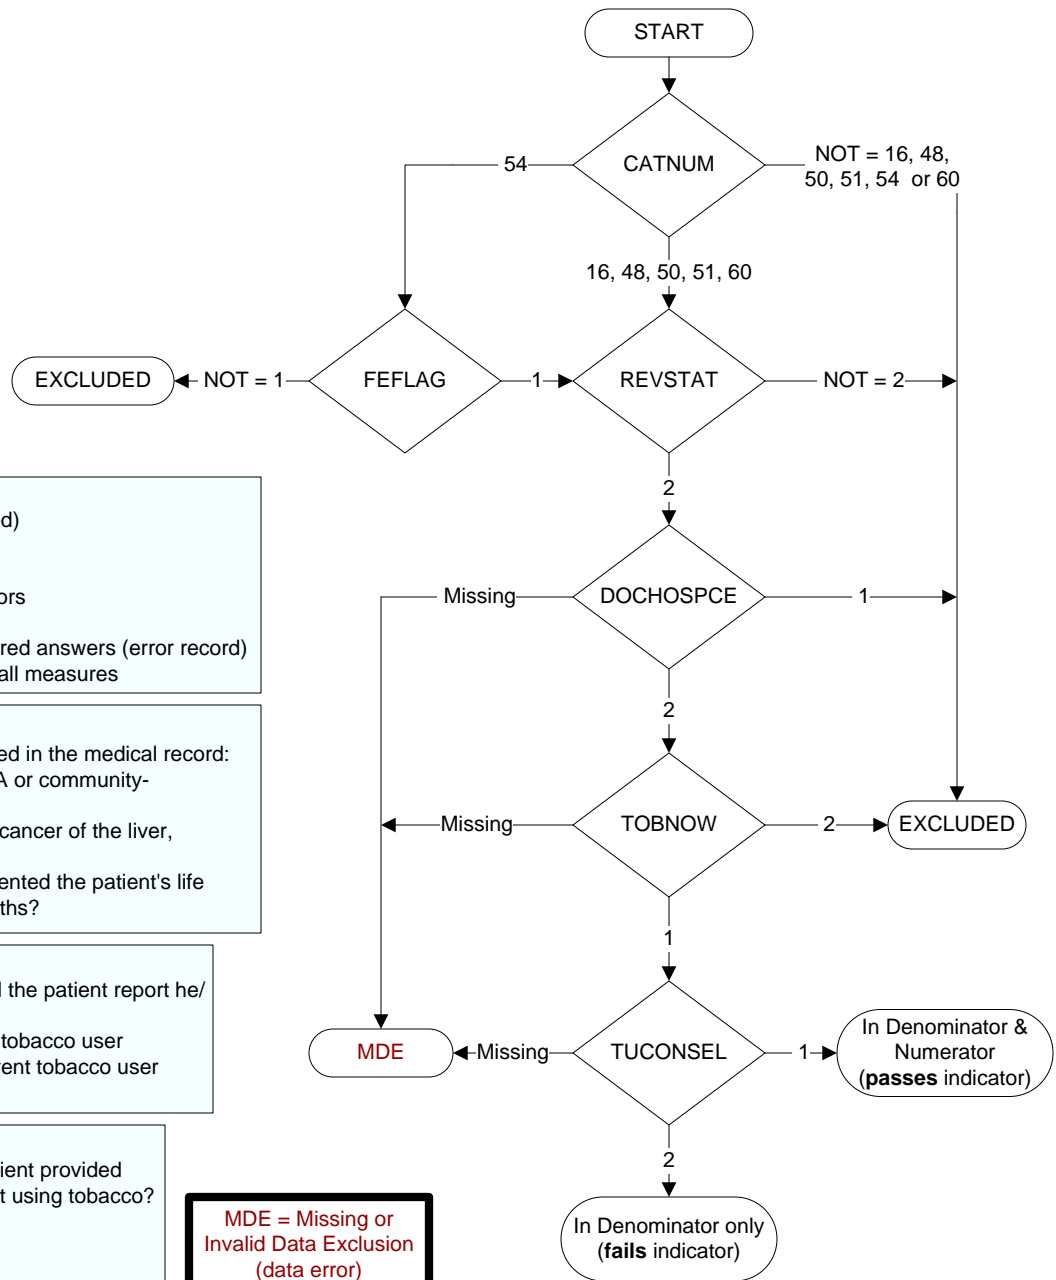 START
CATNUM
54
NOT = 16, 48,
50, 51, 54 or 60
16, 48, 50, 51, 60
EXCLUDED
NOT = 1
FEFLAG
1
REVSTAT
NOT = 2
2
ed)
ors
red answers (error record)
all measures
Missing
DOCHOSPCE
1
2
ed in the medical record:
A or community-
cancer of the liver,
ented the patient's life
ths?
Missing
TOBNOW
2
EXCLUDED
1
d the patient report he/
tobacco user
rent tobacco user
MDE
Missing
TUCONSEL
1
In Denominator &
Numerator
(passes indicator)
2
ient provided
t using tobacco?
MDE = Missing or
Invalid Data Exclusion
(data error)
In Denominator only
(fails indicator)